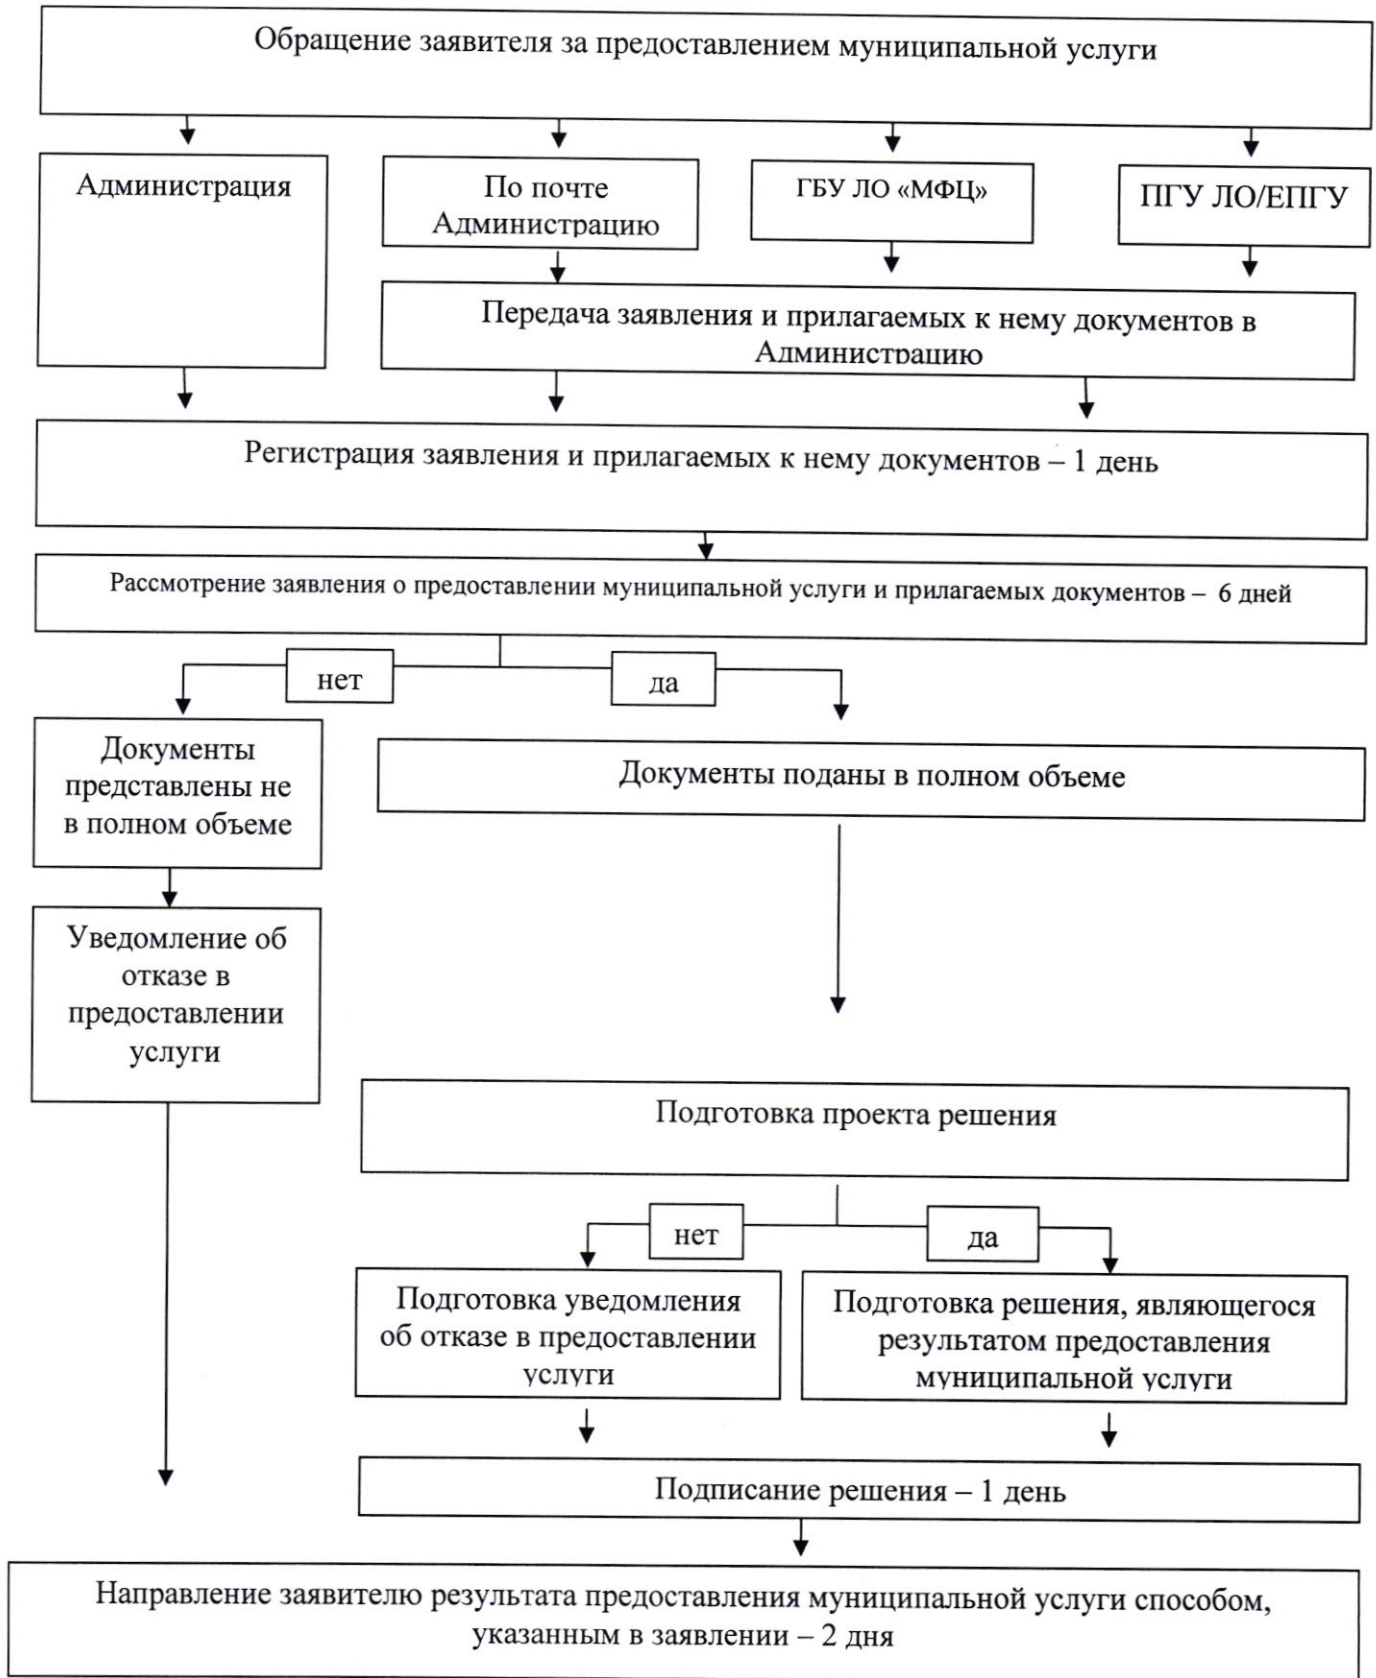 Обращение заявителя за предоставлением муниципальной услуги
Администрация
По почте
Администрацию
ГБУ ЛО «МФЦ»
ПГУ ЛО/ЕПГУ
Передача заявления и прилагаемых к нему документов в
Администрацию
Регистрация заявления и прилагаемых к нему документов – 1 день
Рассмотрение заявления о предоставлении муниципальной услуги и прилагаемых документов – 6 дней
нет
да
Документы
представлены не
в полном объеме
Документы поданы в полном объеме
Уведомление об
отказе в
предоставлении
услуги
Подготовка проекта решения
нет
да
Подготовка уведомления
об отказе в предоставлении
услуги
Подготовка решения, являющегося
результатом предоставления
муниципальной услуги
Подписание решения – 1 день
Направление заявителю результата предоставления муниципальной услуги способом,
указанным в заявлении – 2 дня